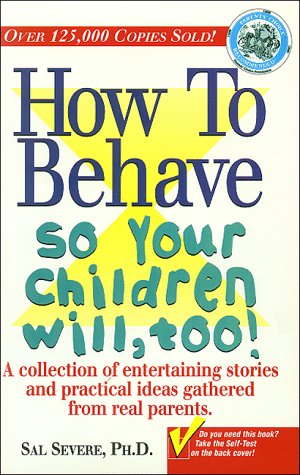 OVER 125,000 COPIES SOLD!
How To
Behave
so Your
Children
will, too!
A collection of entertaining stories
and practical ideas gathered
from real parents.
SAL SEVERE, PH.D.
Do you need this book?
Take the Self-Test
on the back cover!